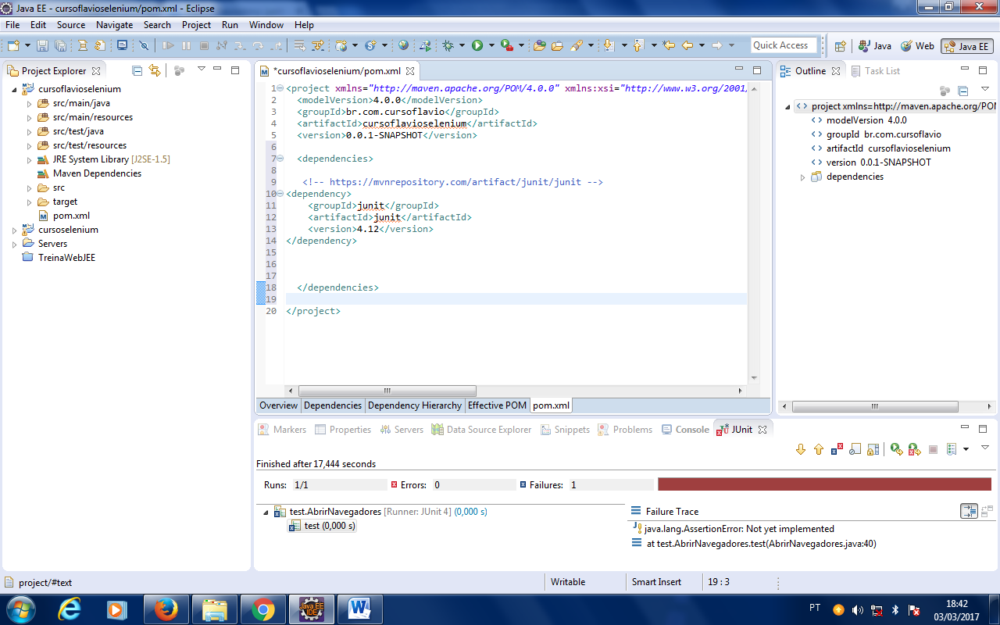 Java EE - cursoflavioselenium/pom.xml - Eclipse
File Edit Source Navigate Search Project Run Window Help
Quick Access
Java Web Java EE
Project Explorer
cursoflavioselenium
src/main/java
src/main/resources
src/test/java
src/test/resources
JRE System Library [J2SE-1.5]
Maven Dependencies
src
target
pom.xml
cursoselenium
Servers
TreinaWebJEE
*cursoflavioselenium/pom.xml
1 <project xmlns="http://maven.apache.org/POM/4.0.0" xmlns:xsi="http://www.w3.org/2001/
2 <modelVersion>4.0.0</modelVersion>
3 <groupId>br.com.cursoflavio</groupId>
4 <artifactId>cursoflavioselenium</artifactId>
5 <version>0.0.1-SNAPSHOT</version>
6
7 <dependencies>
8
9 <!-- https://mvnrepository.com/artifact/junit/junit -->
10 <dependency>
11 <groupId>junit</groupId>
12 <artifactId>junit</artifactId>
13 <version>4.12</version>
14 </dependency>
15
16
17
18 </dependencies>
19
20 </project>
Overview Dependencies Dependency Hierarchy Effective POM pom.xml
Outline Task List
project xmlns=http://maven.apache.org/POM
modelVersion 4.0.0
groupId br.com.cursoflavio
artifactId cursoflavioselenium
version 0.0.1-SNAPSHOT
dependencies
Markers Properties Servers Data Source Explorer Snippets Problems Console JUnit
Finished after 17,444 seconds
Runs: 1/1 Errors: 0 Failures: 1
test.AbrirNavegadores [Runner: JUnit 4] (0,000 s)
test (0,000 s)
Failure Trace
java.lang.AssertionError: Not yet implemented
at test.AbrirNavegadores.test(AbrirNavegadores.java:40)
project/#text
Writable
Smart Insert
19 : 3
Java EE
IDE
PT
18:42
03/03/2017